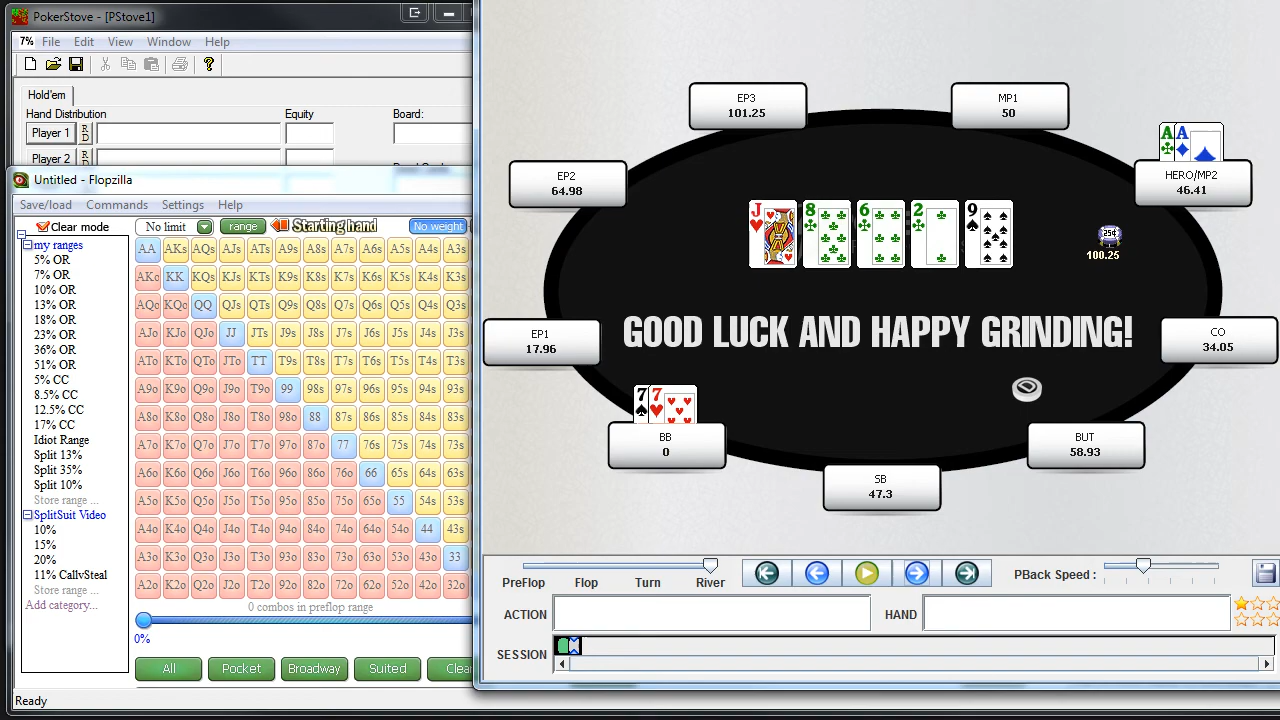 PokerStove - [PStove1]
7% File Edit View Window Help
Hold'em
Hand Distribution Equity Board:
Player 1 R D
Player 2
Untitled - Flopzilla
Save/load Commands Settings Help
Clear mode
my ranges
5% OR
7% OR
10% OR
13% OR
18% OR
23% OR
36% OR
51% OR
5% CC
8.5% CC
12.5% CC
17% CC
Idiot Range
Split 13%
Split 35%
Split 10%
Store range ...
SplitSuit Video
10%
15%
20%
11% CallvSteal
Store range ...
Add category...
No limit range Starting hand No weight
AA AKs AQs AJs ATs A9s A8s A7s A6s A5s A4s A3s
AKo KK KQs KJs KTs K9s K8s K7s K6s K5s K4s K3s
AQo KQo QQ QJs QTs Q9s Q8s Q7s Q6s Q5s Q4s Q3s
AJo KJo QJo JJ JTs J9s J8s J7s J6s J5s J4s J3s
ATo KTo QTo JTo TT T9s T8s T7s T6s T5s T4s T3s
A9o K9o Q9o J9o T9o 99 98s 97s 96s 95s 94s 93s
A8o K8o Q8o J8o T8o 98o 88 87s 86s 85s 84s 83s
A7o K7o Q7o J7o T7o 97o 87o 77 76s 75s 74s 73s
A6o K6o Q6o J6o T6o 96o 86o 76o 66 65s 64s 63s
A5o K5o Q5o J5o T5o 95o 85o 75o 65o 55 54s 53s
A4o K4o Q4o J4o T4o 94o 84o 74o 64o 54o 44 43s
A3o K3o Q3o J3o T3o 93o 83o 73o 63o 53o 43o 33
A2o K2o Q2o J2o T2o 92o 82o 72o 62o 52o 42o 32o
0 combos in preflop range
0%
All Pocket Broadway Suited Clear
Ready
EP3
101.25
MP1
50
A A
EP2
64.98
HERO/MP2
46.41
J 8 6 2 9
25¢
100.25
EP1
17.96
GOOD LUCK AND HAPPY GRINDING!
CO
34.05
7 7
D
BB
0
BUT
58.93
SB
47.3
PreFlop Flop Turn River
PBack Speed :
ACTION HAND
SESSION